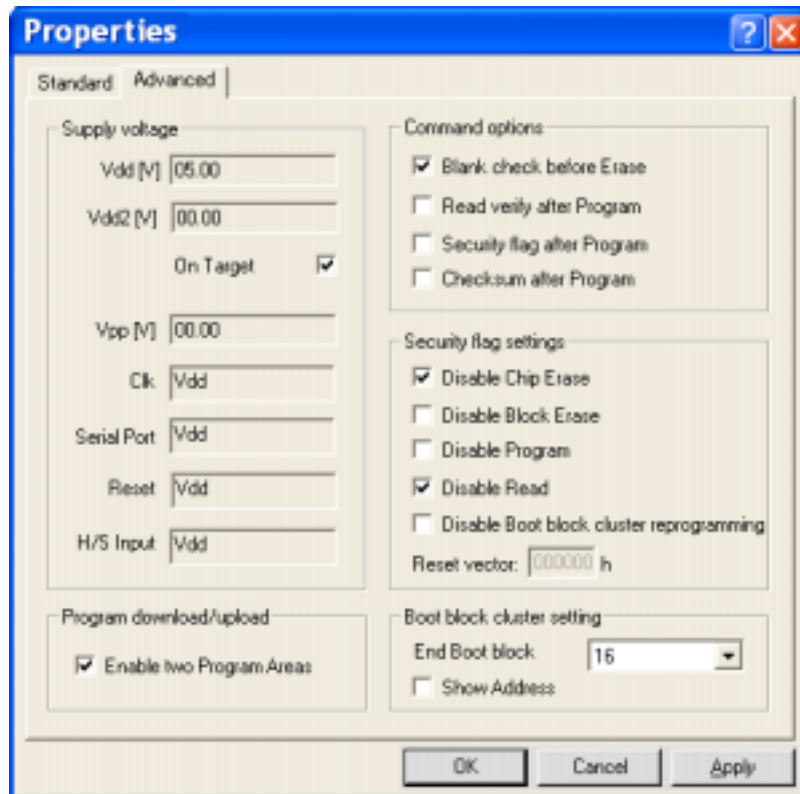 Properties
Standard
Advanced
Supply voltage
Vdd [V] 05.00
Vdd2 [V] 00.00
On Target
Vpp [V] 00.00
Clk Vdd
Serial Port Vdd
Reset Vdd
H/S Input Vdd
Program download/upload
Enable two Program Areas
Command options
Blank check before Erase
Read verify after Program
Security flag after Program
Checksum after Program
Security flag settings
Disable Chip Erase
Disable Block Erase
Disable Program
Disable Read
Disable Boot block cluster reprogramming
Reset vector: 000000 h
Boot block cluster setting
End Boot block 16
Show Address
OK
Cancel
Apply